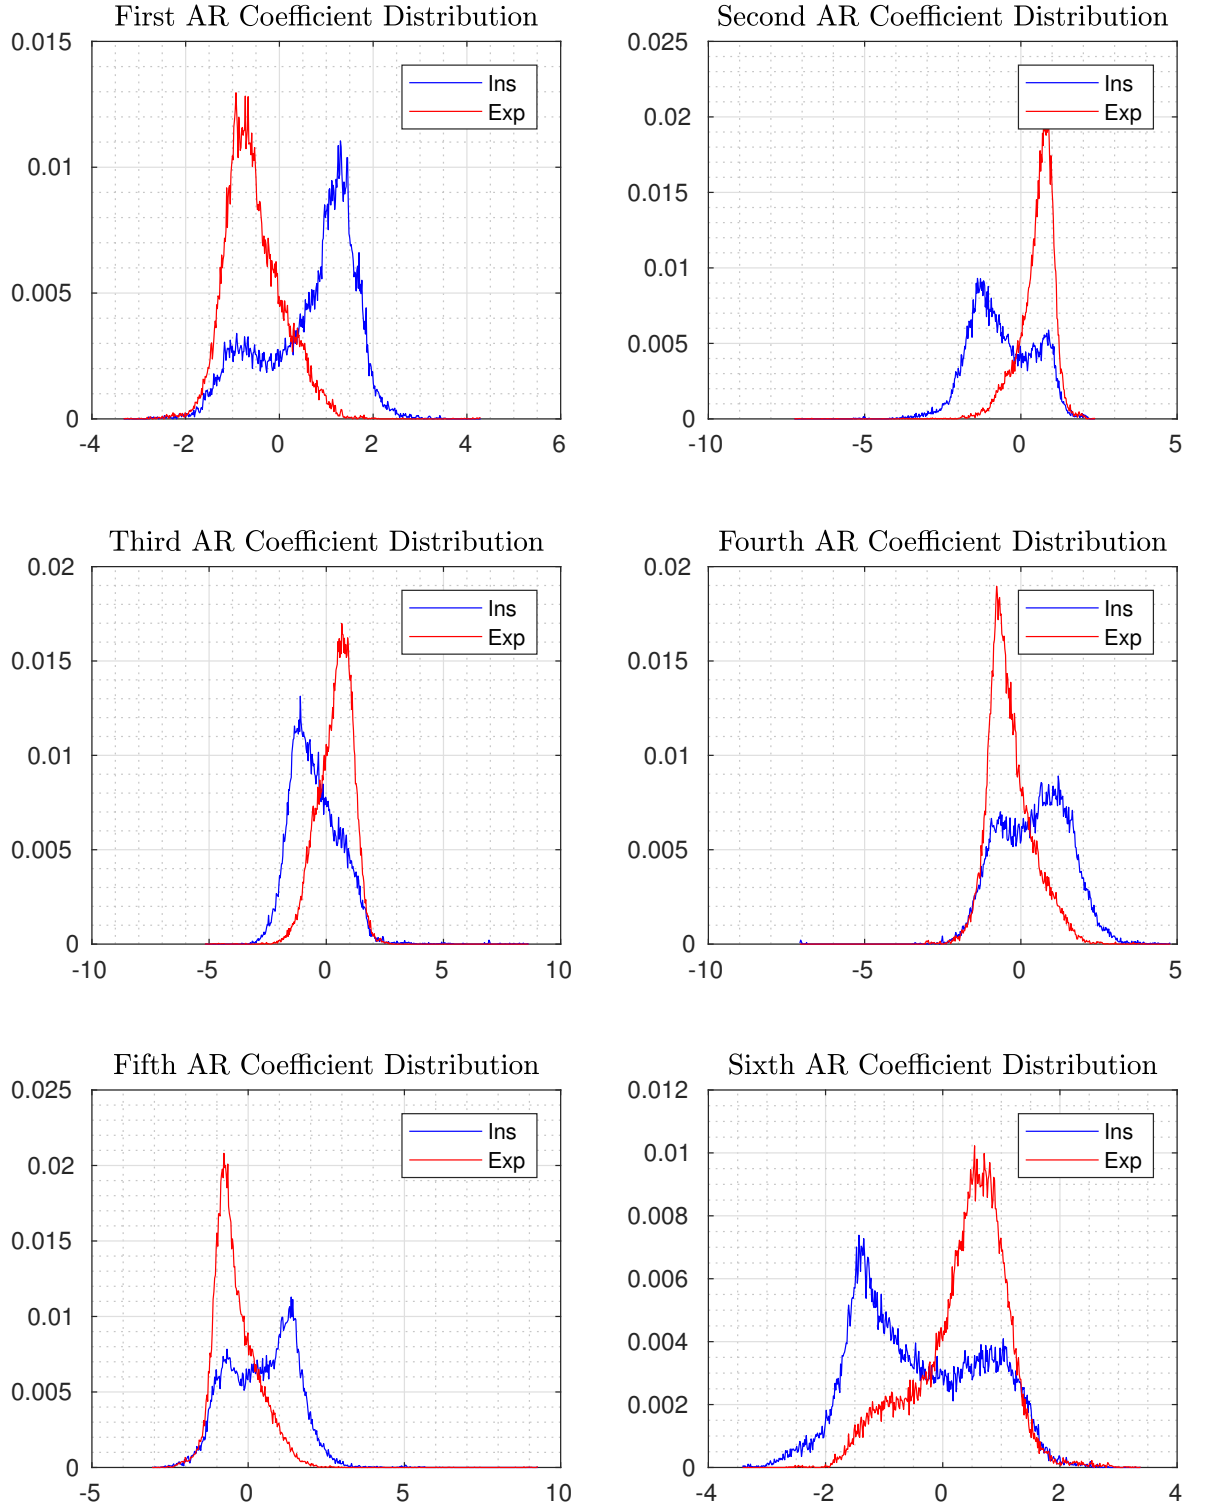 First AR Coefficient Distribution
0.015
0.01
0.005
0
-4 -2 0 2 4 6
Ins
Exp
Second AR Coefficient Distribution
0.025
0.02
0.015
0.01
0.005
0
-10 -5 0 5
Ins
Exp
Third AR Coefficient Distribution
0.02
0.015
0.01
0.005
0
-10 -5 0 5 10
Ins
Exp
Fourth AR Coefficient Distribution
0.02
0.015
0.01
0.005
0
-10 -5 0 5
Ins
Exp
Fifth AR Coefficient Distribution
0.025
0.02
0.015
0.01
0.005
0
-5 0 5 10
Ins
Exp
Sixth AR Coefficient Distribution
0.012
0.01
0.008
0.006
0.004
0.002
0
-4 -2 0 2 4
Ins
Exp